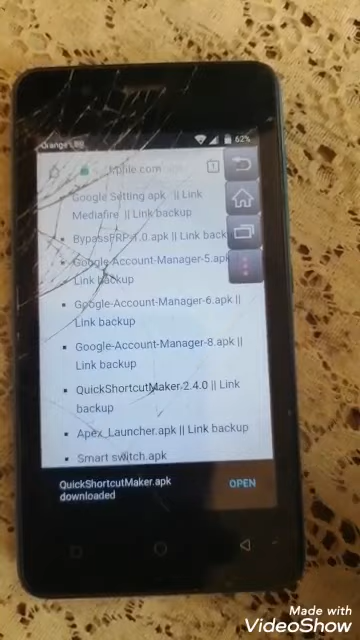 62%
file.com
Google Setting apk || Link
Mediafire || Link backup
BypassFRP-1.0.apk || Link
Google-Account-Manager-5.apk
Link backup
Google-Account-Manager-6.apk ||
Link backup
Google-Account-Manager-8.apk ||
Link backup
QuickShortcutMaker-2.4.0 || Link
backup
Apex_Launcher.apk || Link backup
Smart switch.apk
QuickShortcutMaker.apk
downloaded
OPEN
Made with
VideoShow